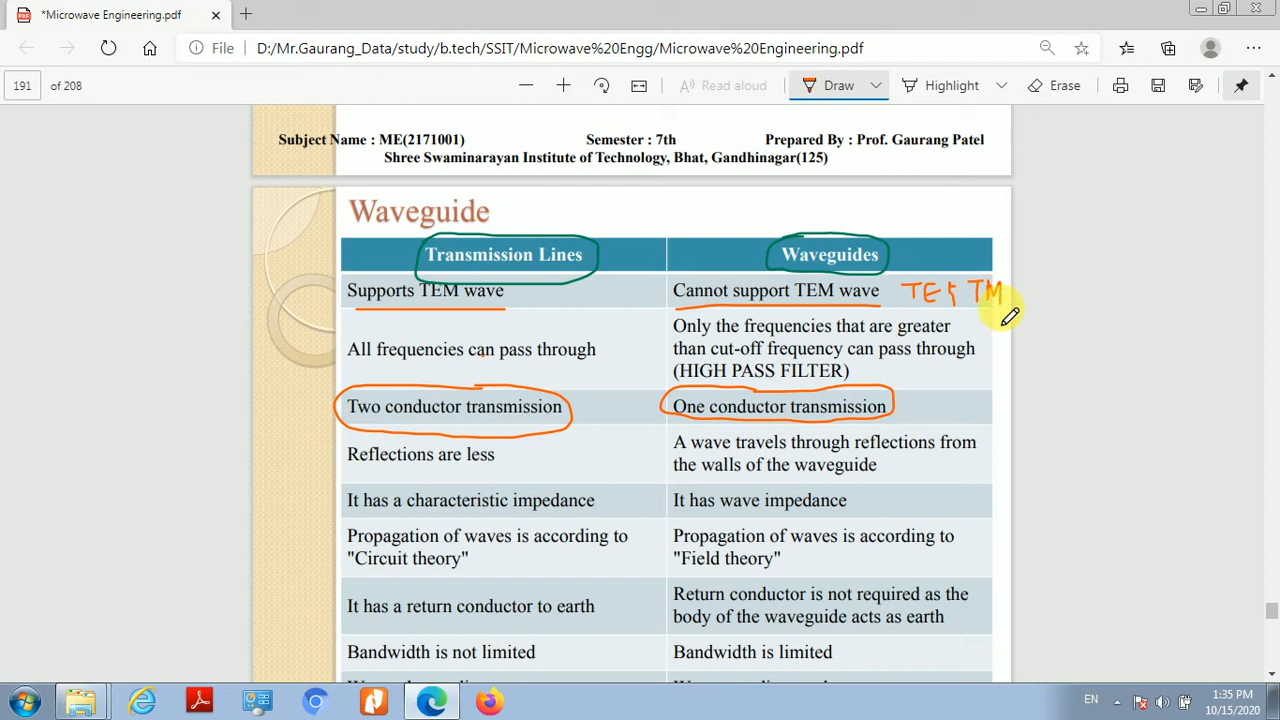 *Microwave Engineering.pdf
File D:/Mr.Gaurang_Data/study/b.tech/SSIT/Microwave%20Engg/Microwave%20Engineering.pdf
191 of 208 Read aloud Draw Highlight Erase
Subject Name : ME(2171001) Semester : 7th Prepared By : Prof. Gaurang Patel
Shree Swaminarayan Institute of Technology, Bhat, Gandhinagar(125)
Waveguide
Transmission Lines Waveguides
Supports TEM wave Cannot support TEM wave TE & TM
All frequencies can pass through
Only the frequencies that are greater
than cut-off frequency can pass through
(HIGH PASS FILTER)
Two conductor transmission One conductor transmission
Reflections are less
A wave travels through reflections from
the walls of the waveguide
It has a characteristic impedance It has wave impedance
Propagation of waves is according to
"Circuit theory"
Propagation of waves is according to
"Field theory"
It has a return conductor to earth
Return conductor is not required as the
body of the waveguide acts as earth
Bandwidth is not limited Bandwidth is limited
EN 1:35 PM
10/15/2020